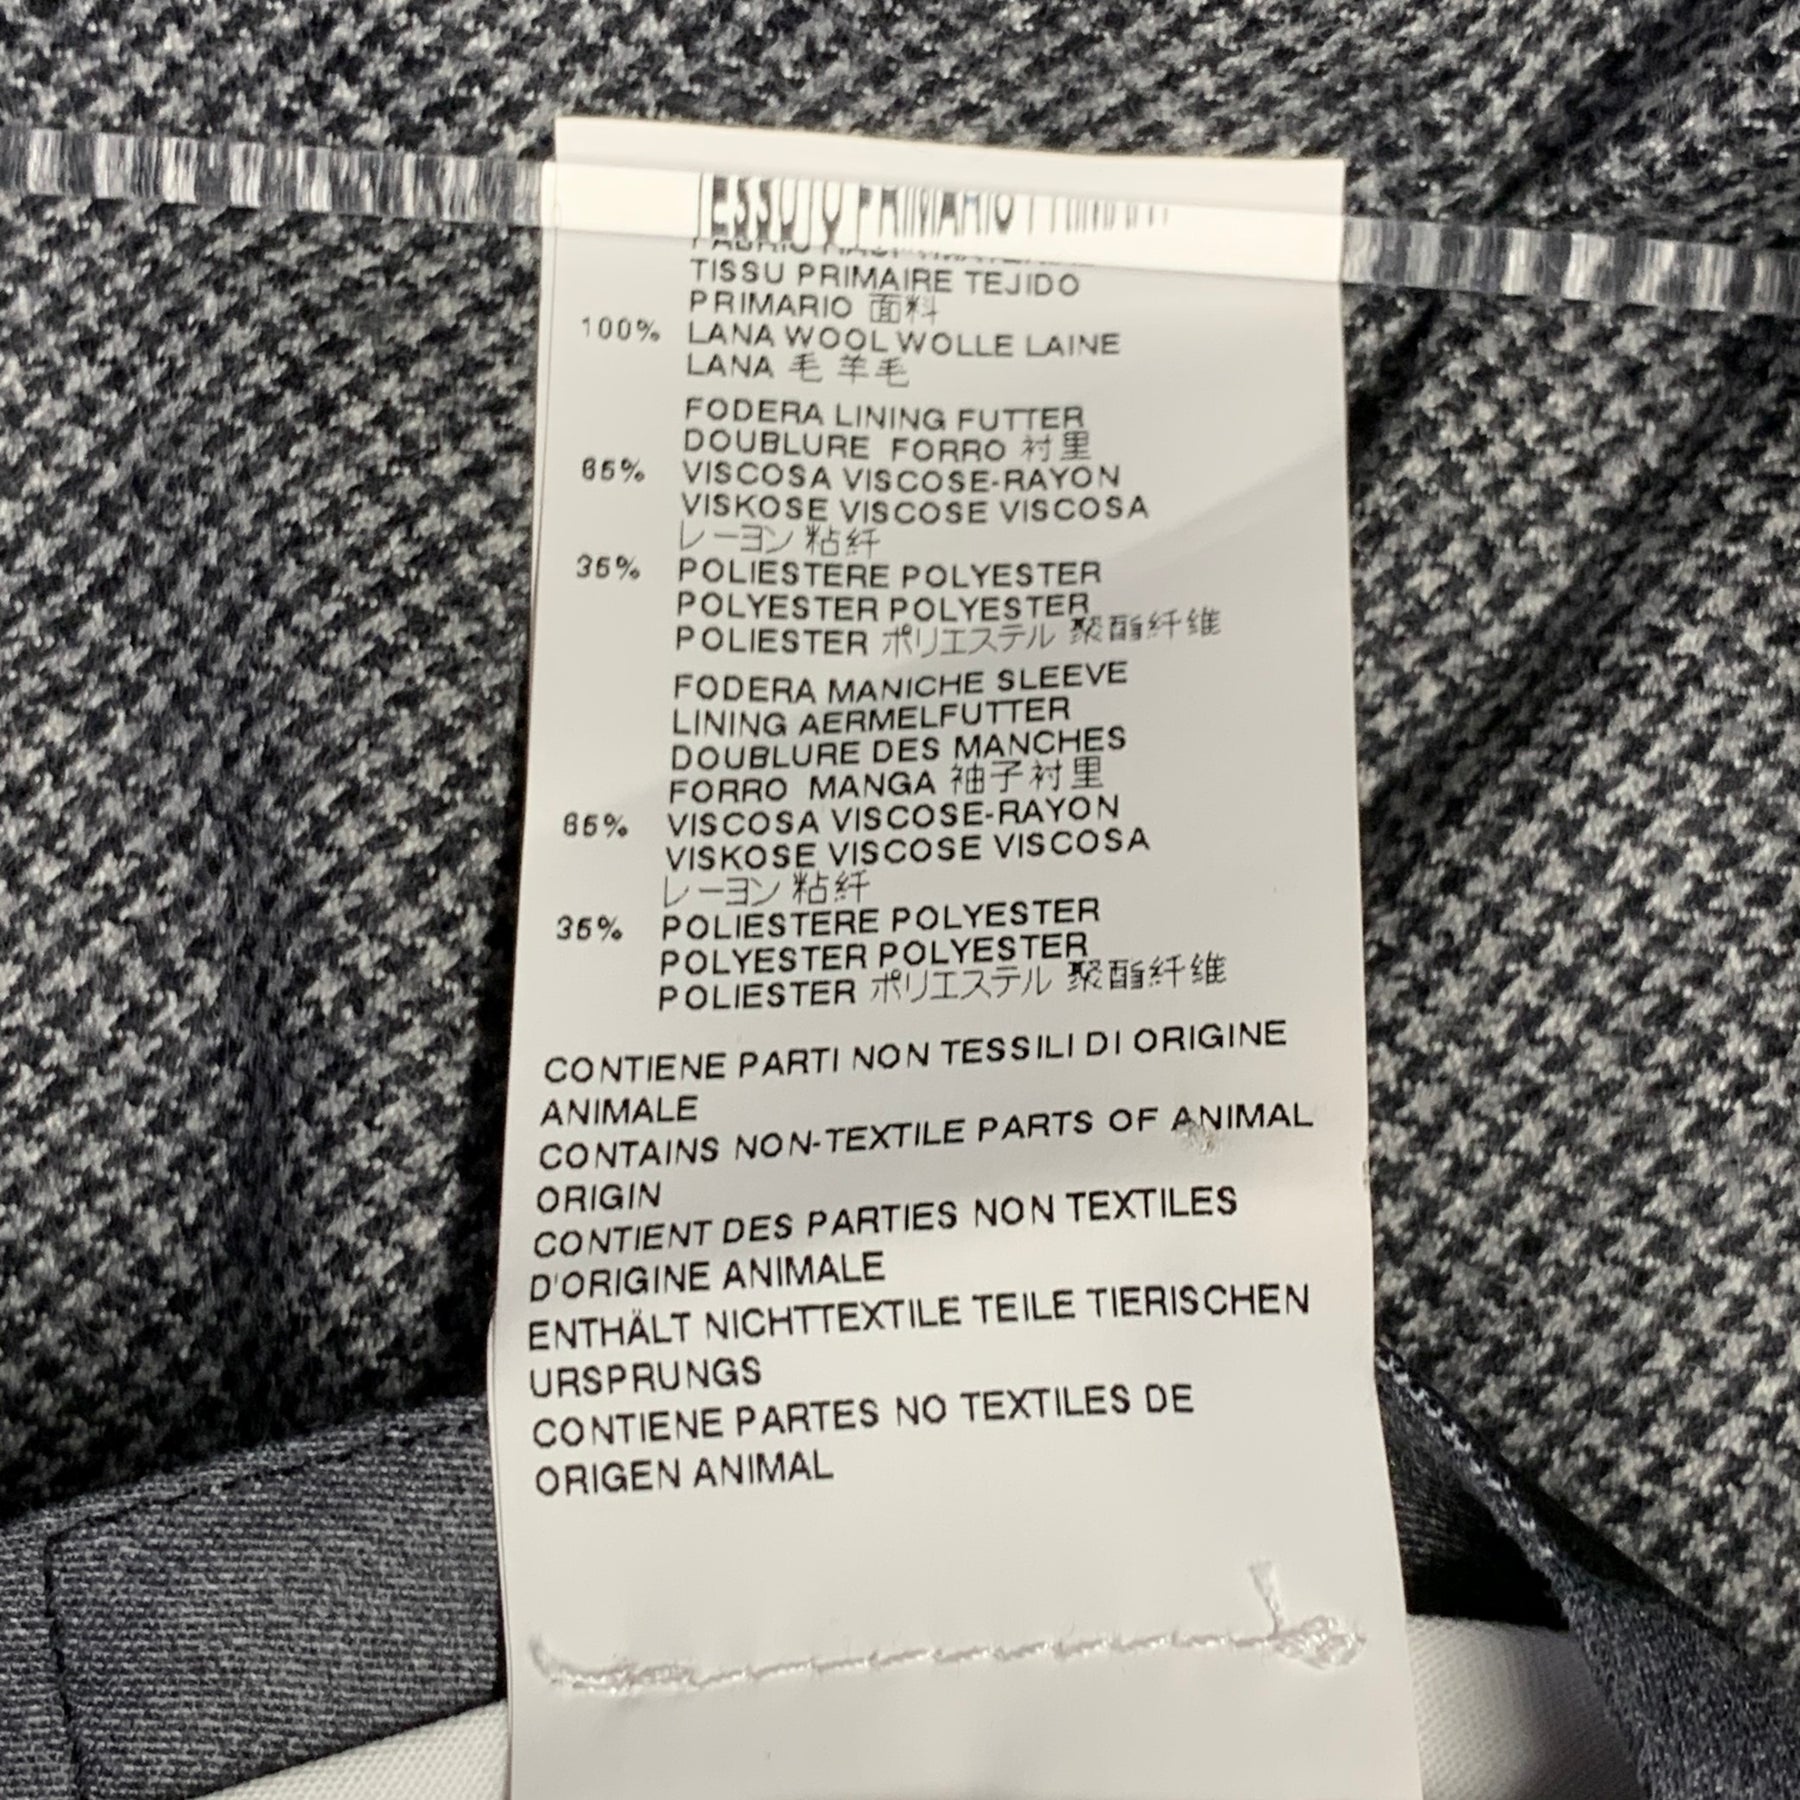 TESSUTO PRIMARIO
TISSU PRIMAIRE TEJIDO
PRIMARIO 面料
100% LANA WOOL WOLLE LAINE
LANA 毛 羊毛
FODERA LINING FUTTER
DOUBLURE FORRO 衬里
65% VISCOSA VISCOSE-RAYON
VISKOSE VISCOSE VISCOSA
レーヨン 粘纤
35% POLIESTERE POLYESTER
POLYESTER POLYESTER
POLIESTER ポリエステル 聚酯纤维
FODERA MANICHE SLEEVE
LINING AERMELFUTTER
DOUBLURE DES MANCHES
FORRO MANGA 袖子衬里
65% VISCOSA VISCOSE-RAYON
VISKOSE VISCOSE VISCOSA
レーヨン 粘纤
35% POLIESTERE POLYESTER
POLYESTER POLYESTER
POLIESTER ポリエステル 聚酯纤维
CONTIENE PARTI NON TESSILI DI ORIGINE
ANIMALE
CONTAINS NON-TEXTILE PARTS OF ANIMAL
ORIGIN
CONTIENT DES PARTIES NON TEXTILES
D'ORIGINE ANIMALE
ENTHÄLT NICHTTEXTILE TEILE TIERISCHEN
URSPRUNGS
CONTIENE PARTES NO TEXTILES DE
ORIGEN ANIMAL